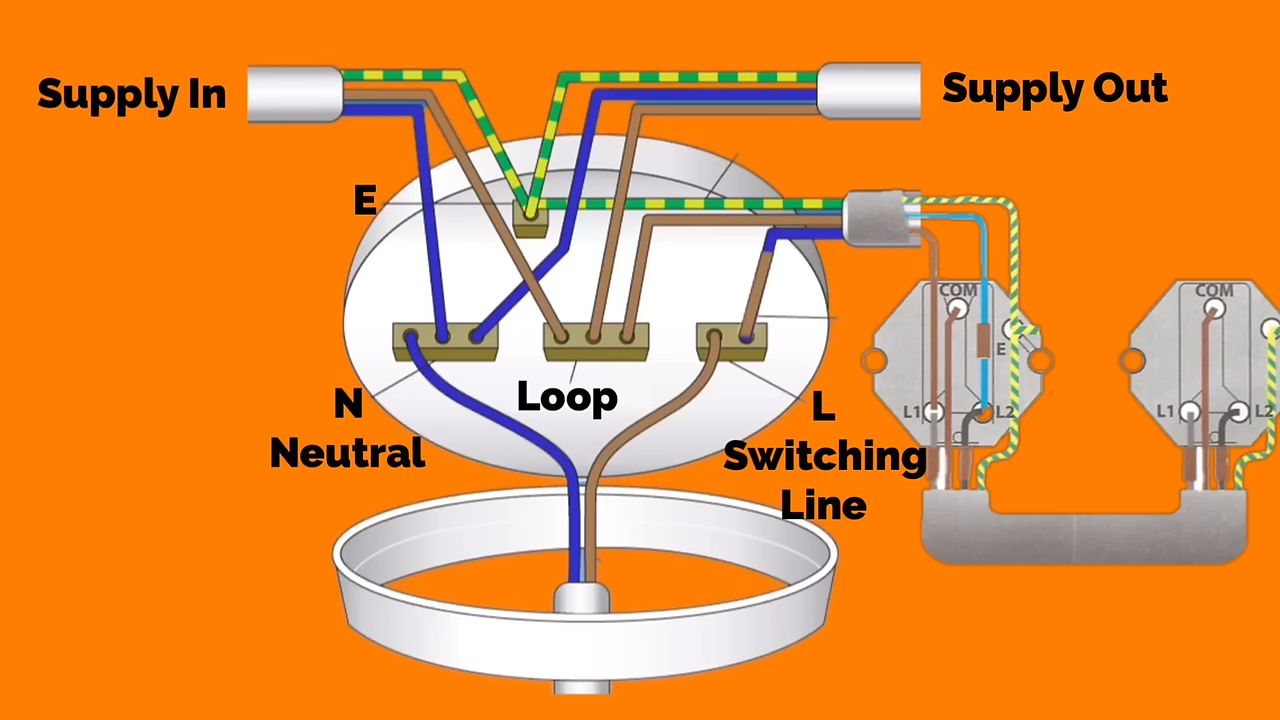 Supply In
Supply Out
E
COM
COM
E
N
Neutral
Loop
L
Switching
Line
L1
L2
L1
L2